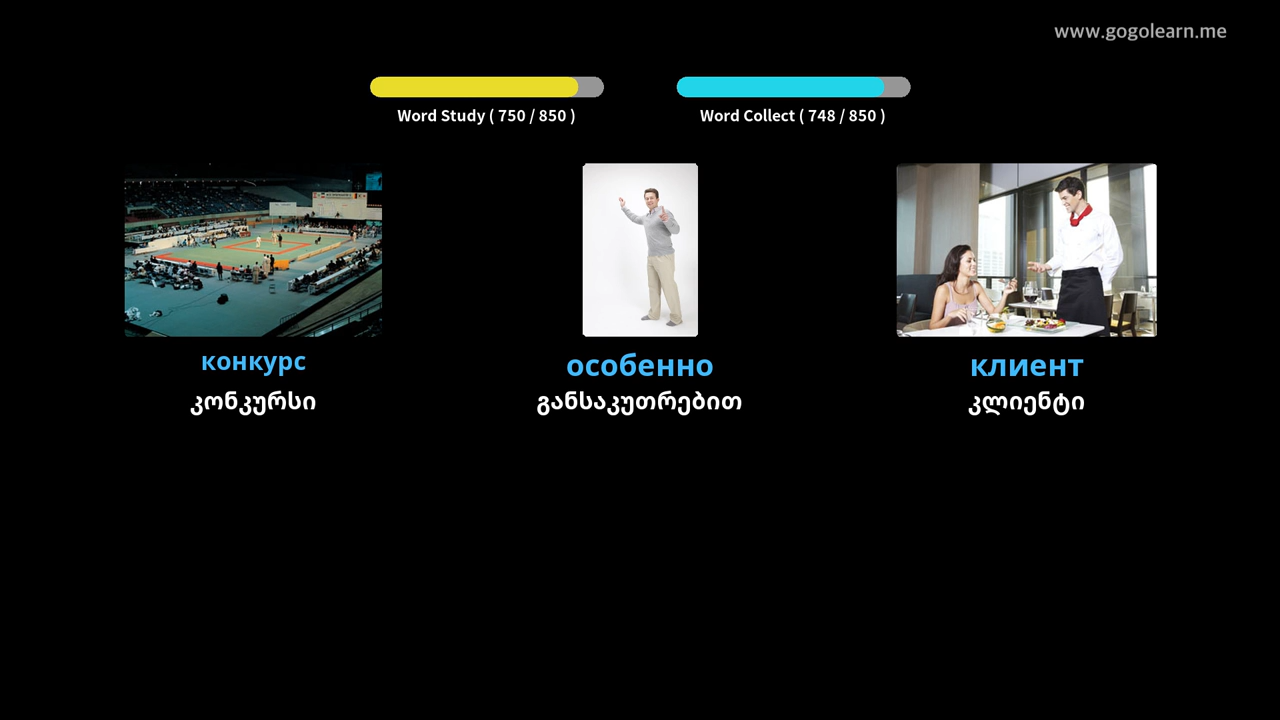 www.gogolearn.me
Word Study ( 750 / 850 )
Word Collect ( 748 / 850 )
конкурс
особенно
клиент
კონკურსი
განსაკუთრებით
კლიენტი